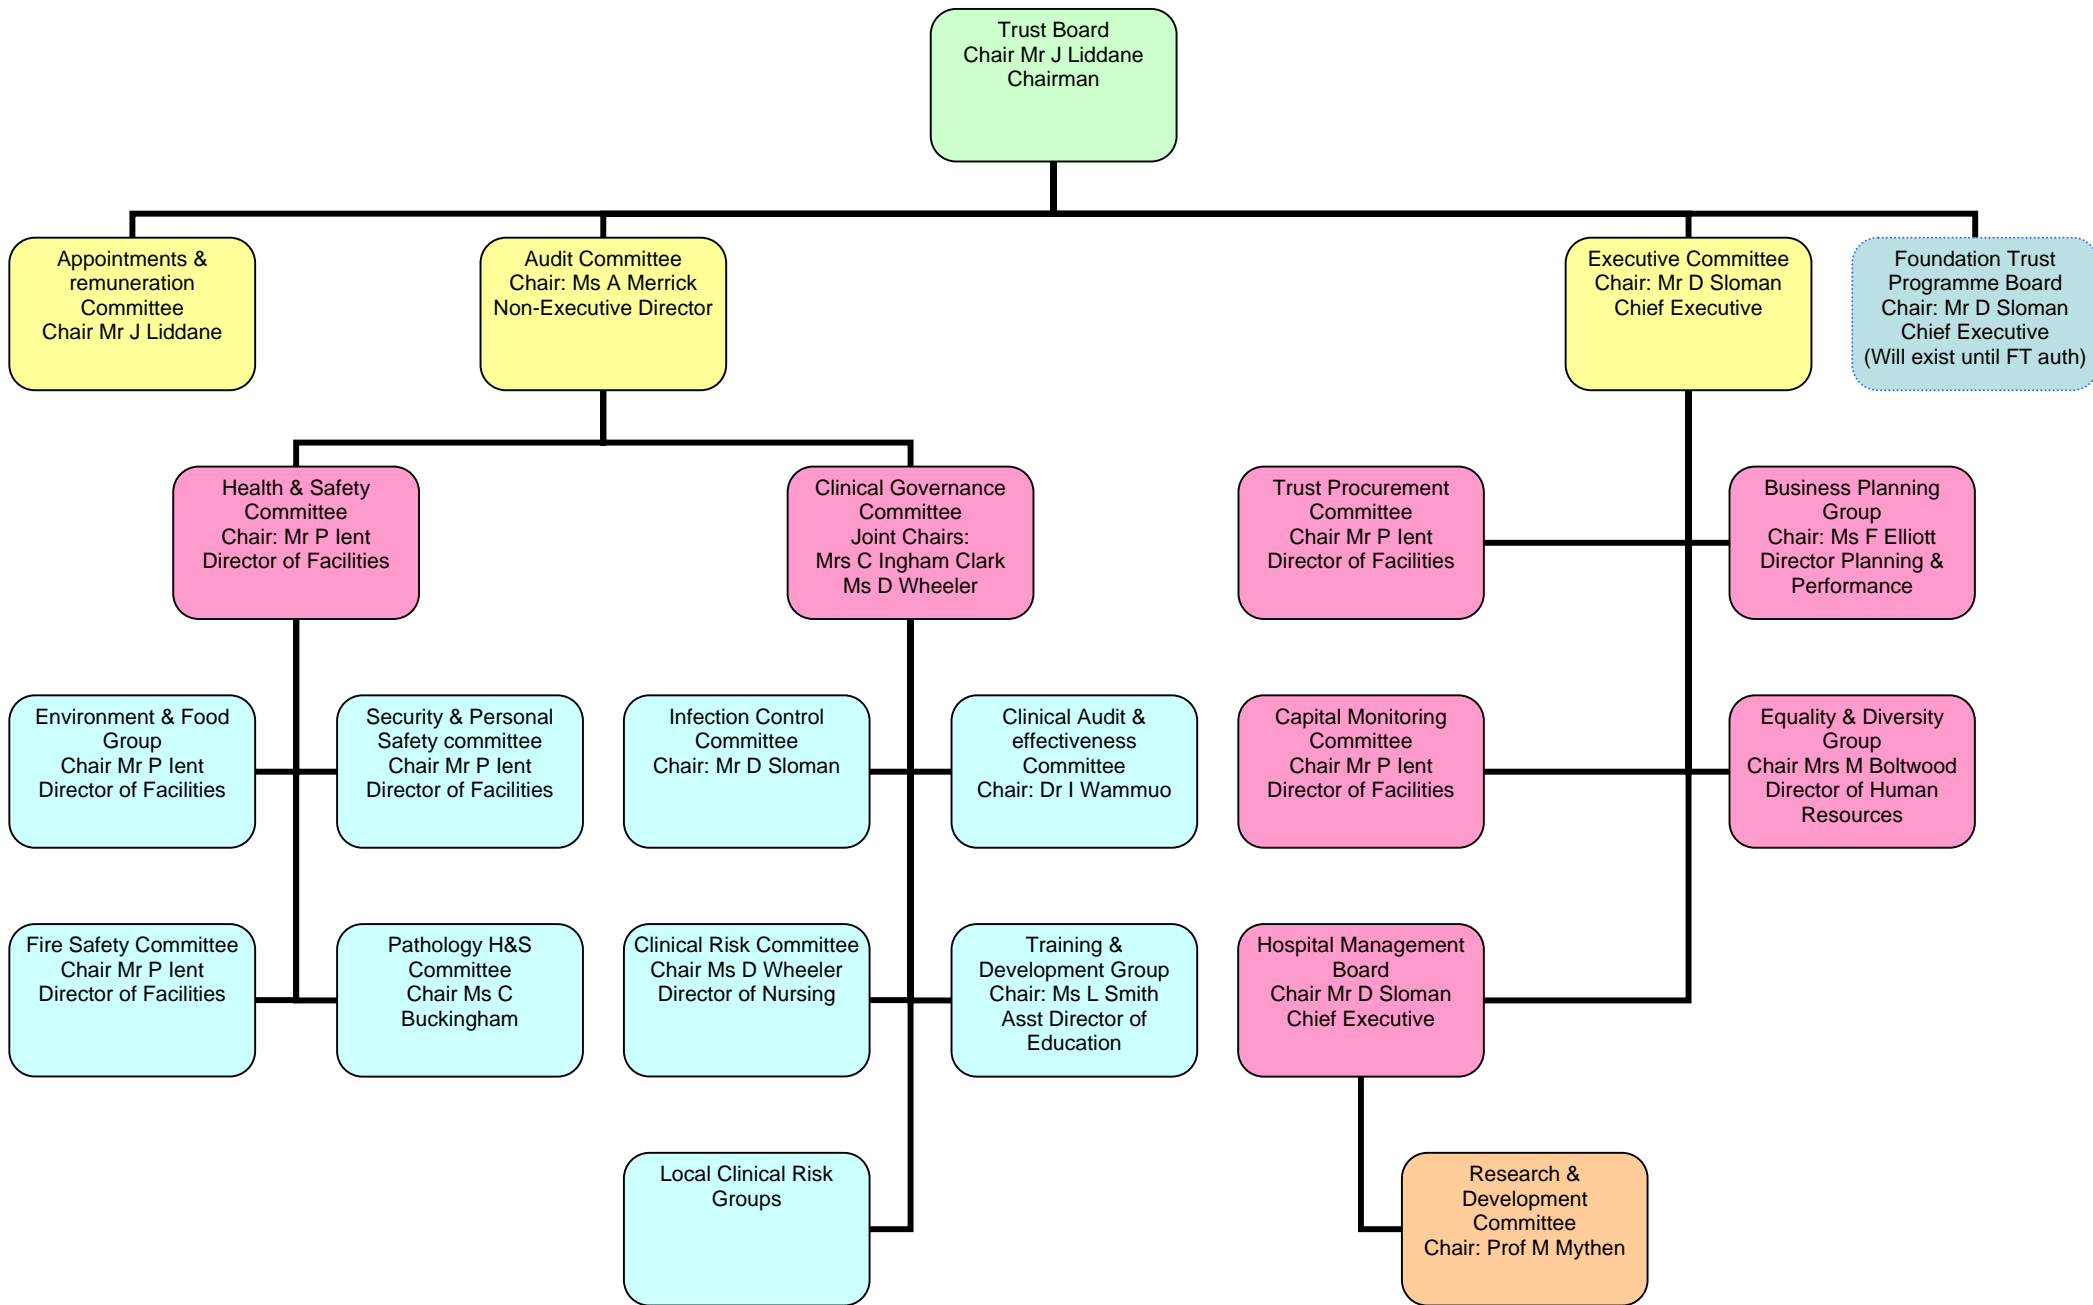 Trust Board
Chair Mr J Liddane
Chairman
Appointments &
remuneration
Committee
Chair Mr J Liddane
Audit Committee
Chair: Ms A Merrick
Non-Executive Director
Executive Committee
Chair: Mr D Sloman
Chief Executive
Foundation Trust
Programme Board
Chair: Mr D Sloman
Chief Executive
(Will exist until FT auth)
Health & Safety
Committee
Chair: Mr P Ient
Director of Facilities
Clinical Governance
Committee
Joint Chairs:
Mrs C Ingham Clark
Ms D Wheeler
Trust Procurement
Committee
Chair Mr P Ient
Director of Facilities
Business Planning
Group
Chair: Ms F Elliott
Director Planning &
Performance
Environment & Food
Group
Chair Mr P Ient
Director of Facilities
Security & Personal
Safety committee
Chair Mr P Ient
Director of Facilities
Infection Control
Committee
Chair: Mr D Sloman
Clinical Audit &
effectiveness
Committee
Chair: Dr I Wammuo
Capital Monitoring
Committee
Chair Mr P Ient
Director of Facilities
Equality & Diversity
Group
Chair Mrs M Boltwood
Director of Human
Resources
Fire Safety Committee
Chair Mr P Ient
Director of Facilities
Pathology H&S
Committee
Chair Ms C
Buckingham
Clinical Risk Committee
Chair Ms D Wheeler
Director of Nursing
Training &
Development Group
Chair: Ms L Smith
Asst Director of
Education
Hospital Management
Board
Chair Mr D Sloman
Chief Executive
Local Clinical Risk
Groups
Research &
Development
Committee
Chair: Prof M Mythen